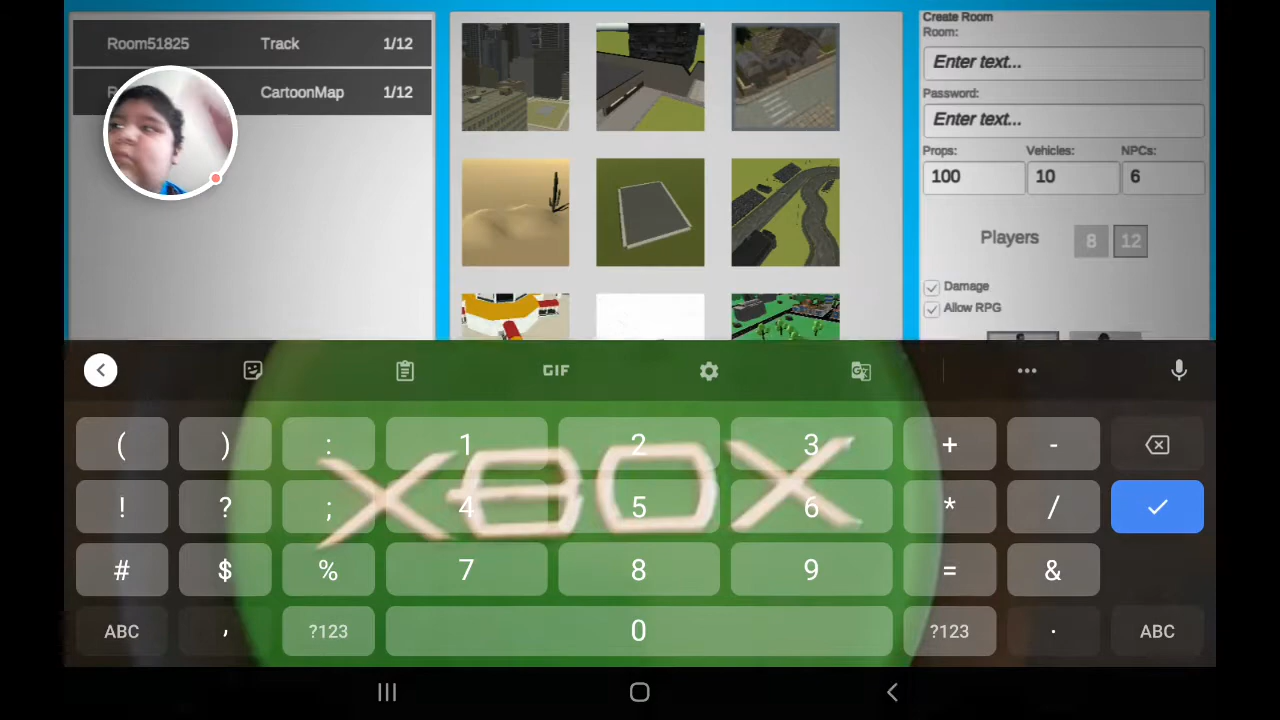 Room51825 Track 1/12
CartoonMap 1/12
Create Room
Room:
Enter text...
Password:
Enter text...
Props: Vehicles: NPCs:
100 10 6
Players 8 12
Damage
Allow RPG
GIF
( ) : 1 2 3 + -
! ? ; 4 5 6 * /
# $ % 7 8 9 = &
ABC , ?123 0 ?123 . ABC
XBOX